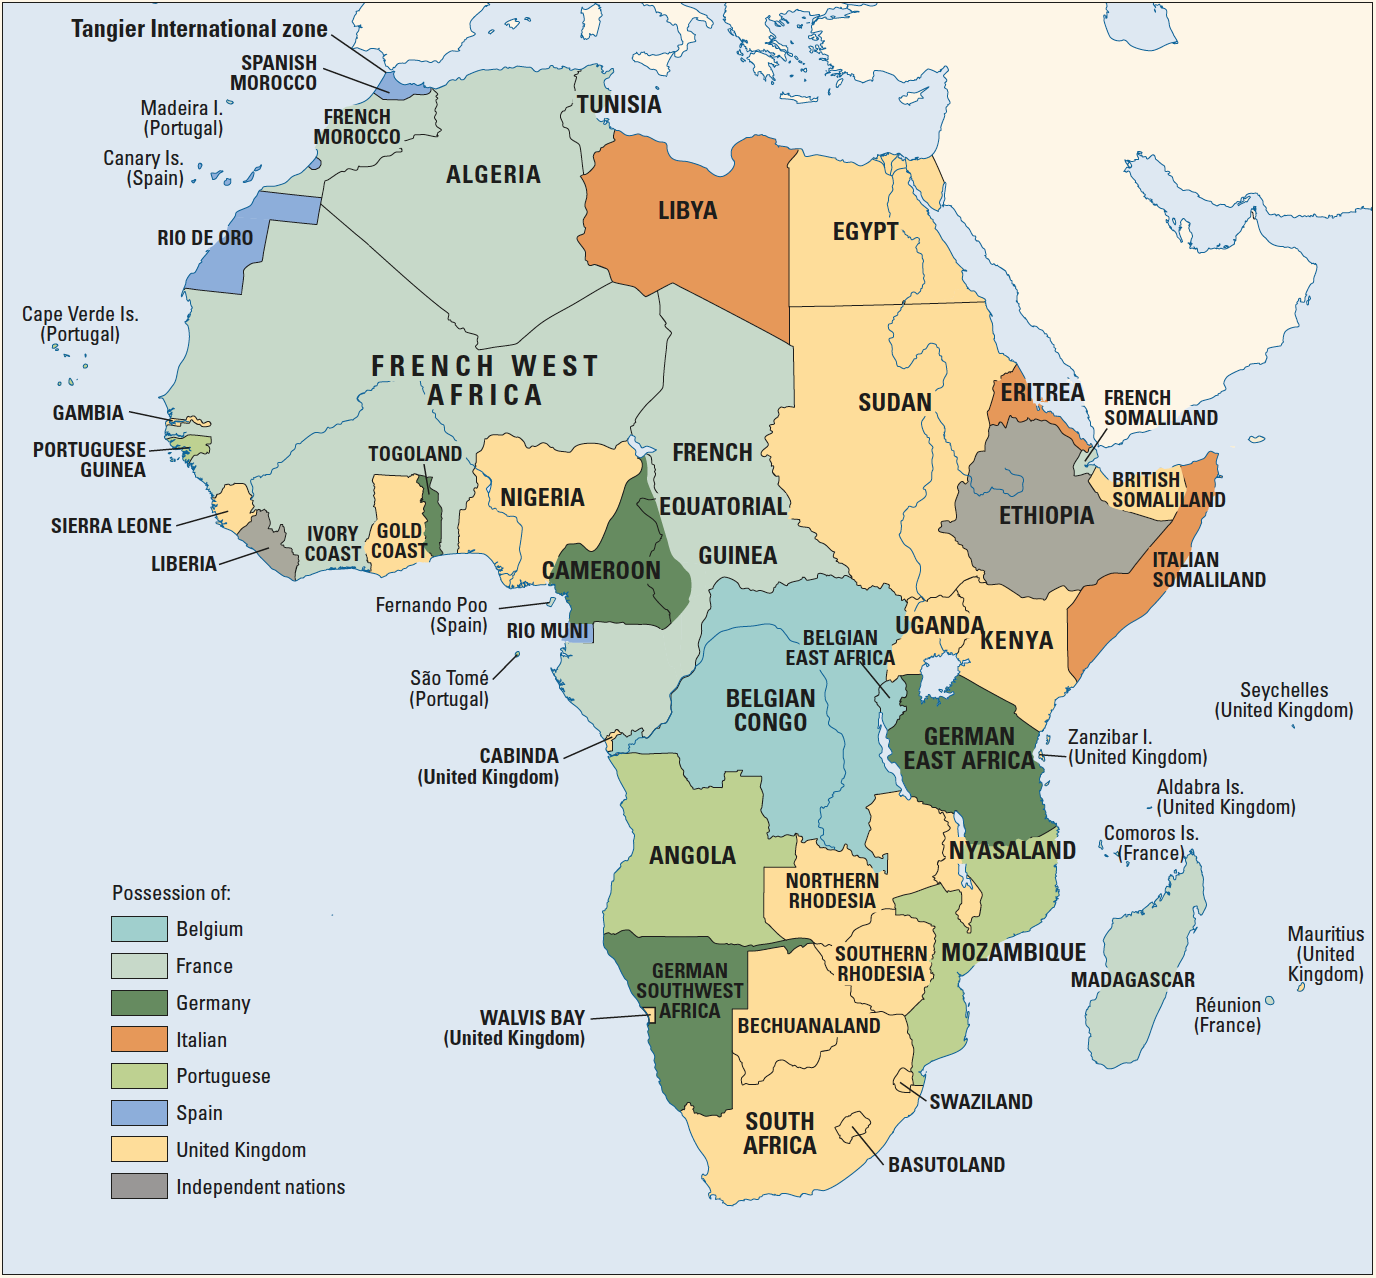 Tangier International zone
SPANISH
MOROCCO
Madeira I.
(Portugal)
FRENCH
MOROCCO
TUNISIA
Canary Is.
(Spain)
ALGERIA
LIBYA
EGYPT
RIO DE ORO
Cape Verde Is.
(Portugal)
FRENCH WEST
AFRICA
SUDAN
ERITREA
FRENCH
SOMALILAND
GAMBIA
PORTUGUESE
GUINEA
TOGOLAND
FRENCH
EQUATORIAL
GUINEA
NIGERIA
BRITISH
SOMALILAND
ETHIOPIA
SIERRA LEONE
LIBERIA
IVORY
COAST
GOLD
COAST
CAMEROON
ITALIAN
SOMALILAND
Fernando Poo
(Spain)
RIO MUNI
UGANDA
KENYA
BELGIAN
EAST AFRICA
São Tomé
(Portugal)
BELGIAN
CONGO
Seychelles
(United Kingdom)
GERMAN
EAST AFRICA
Zanzibar I.
(United Kingdom)
CABINDA
(United Kingdom)
Aldabra Is.
(United Kingdom)
Comoros Is.
(France)
ANGOLA
NYASALAND
NORTHERN
RHODESIA
SOUTHERN
RHODESIA
MOZAMBIQUE
MADAGASCAR
Mauritius
(United
Kingdom)
Réunion
(France)
GERMAN
SOUTHWEST
AFRICA
WALVIS BAY
(United Kingdom)
BECHUANALAND
SWAZILAND
SOUTH
AFRICA
BASUTOLAND
Possession of:
Belgium
France
Germany
Italian
Portuguese
Spain
United Kingdom
Independent nations